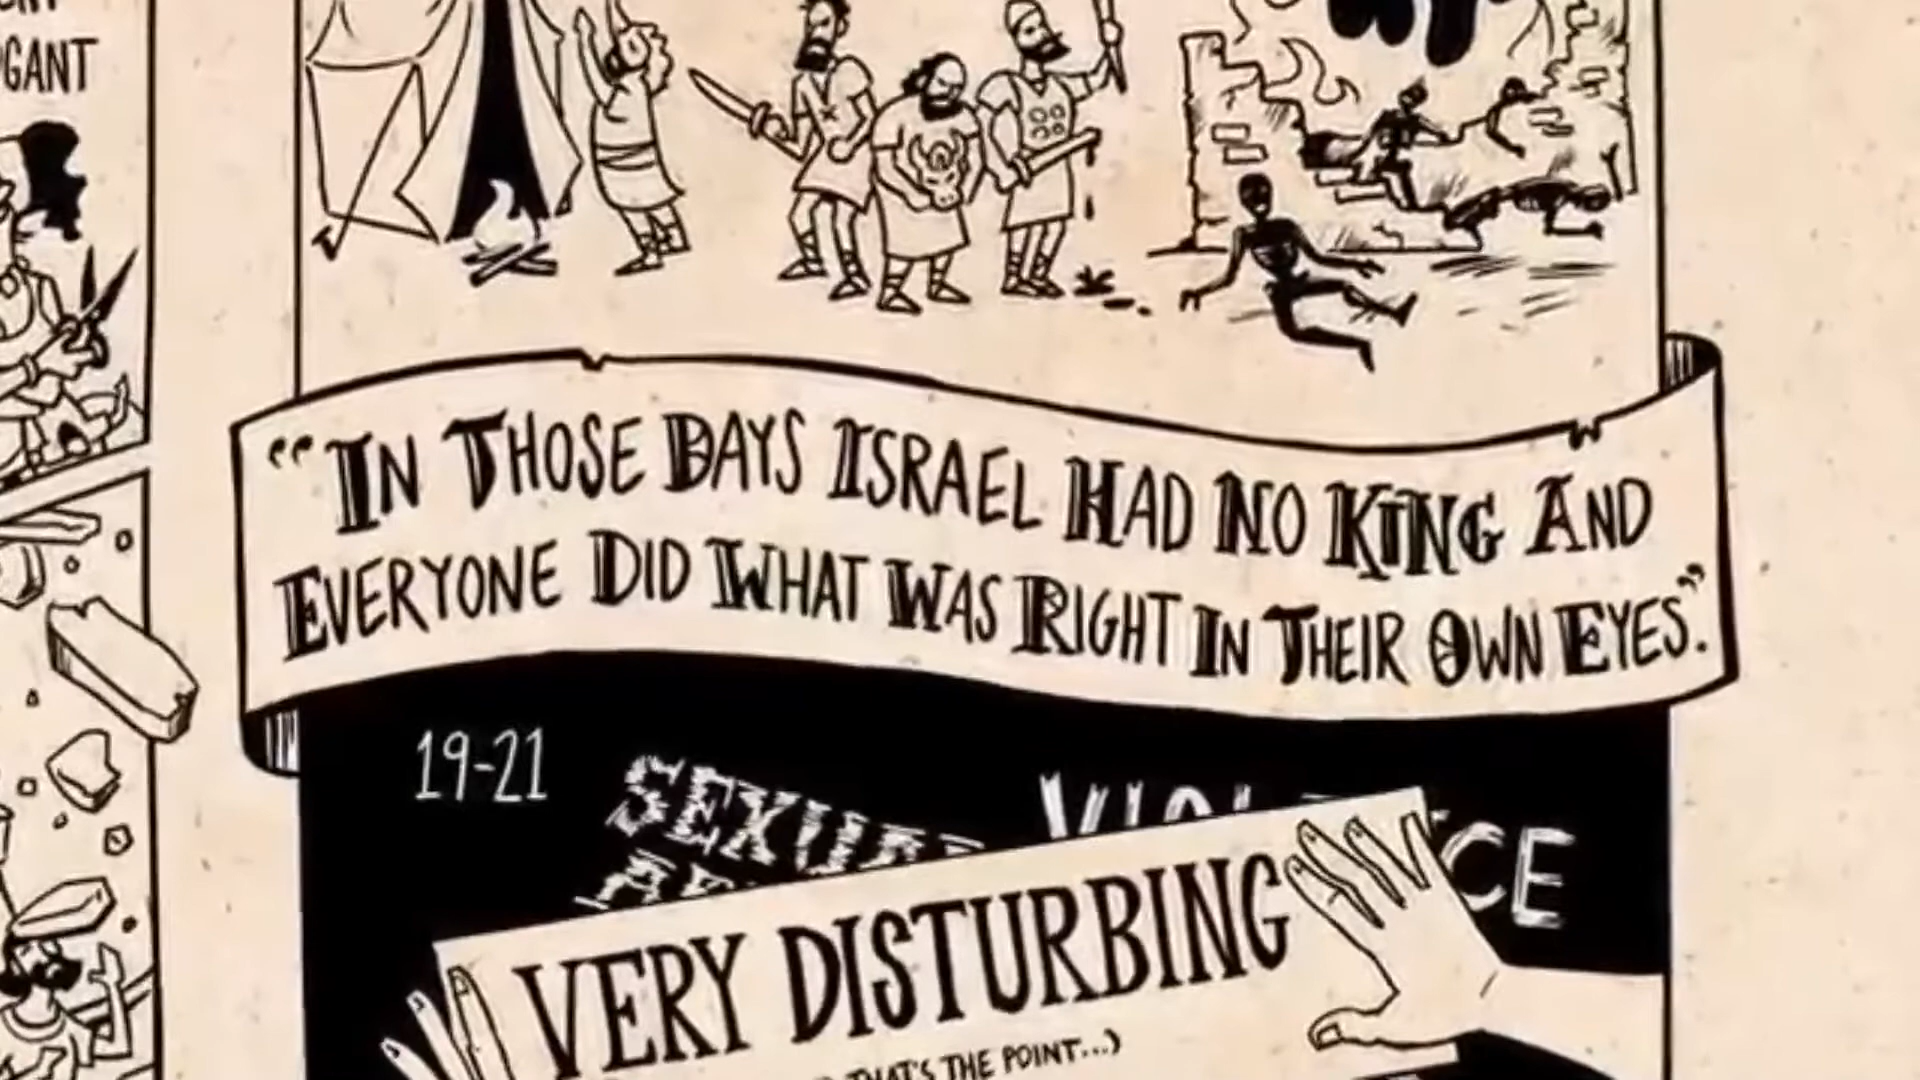 GANT
“IN THOSE DAYS ISRAEL HAD NO KING AND
EVERYONE DID WHAT WAS RIGHT IN THEIR OWN EYES.”
19-21
VERY DISTURBING
THAT'S THE POINT...)